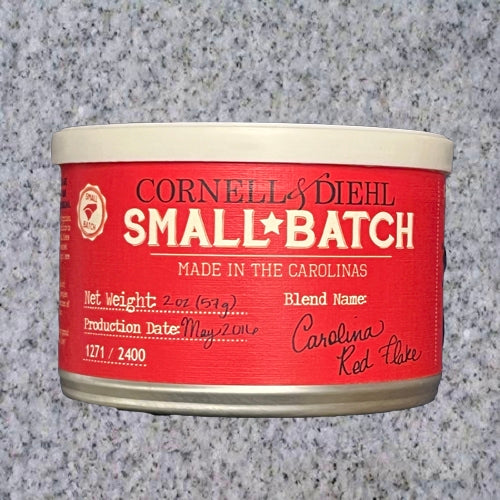 CORNELL & DIEHL
SMALL★BATCH
MADE IN THE CAROLINAS
SMALL
BATCH
Net Weight: 2 oz (57g)
Production Date: May 2016
1271 / 2400
Blend Name:
Carolina
Red Flake